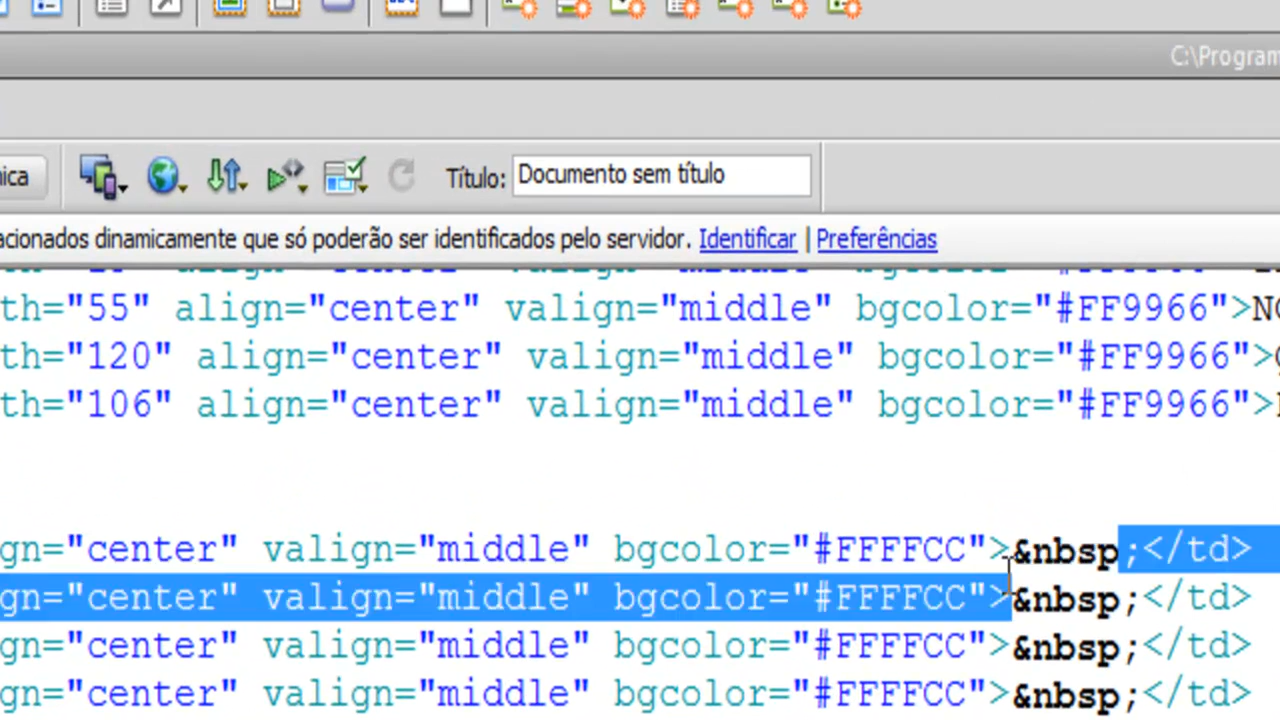 C:\Program
nica
Título: Documento sem título
acionados dinamicamente que só poderão ser identificados pelo servidor. Identificar | Preferências
th="55" align="center" valign="middle" bgcolor="#FF9966">NO
th="120" align="center" valign="middle" bgcolor="#FF9966">
th="106" align="center" valign="middle" bgcolor="#FF9966">
gn="center" valign="middle" bgcolor="#FFFFCC">&nbsp;</td>
gn="center" valign="middle" bgcolor="#FFFFCC">&nbsp;</td>
gn="center" valign="middle" bgcolor="#FFFFCC">&nbsp;</td>
gn="center" valign="middle" bgcolor="#FFFFCC">&nbsp;</td>